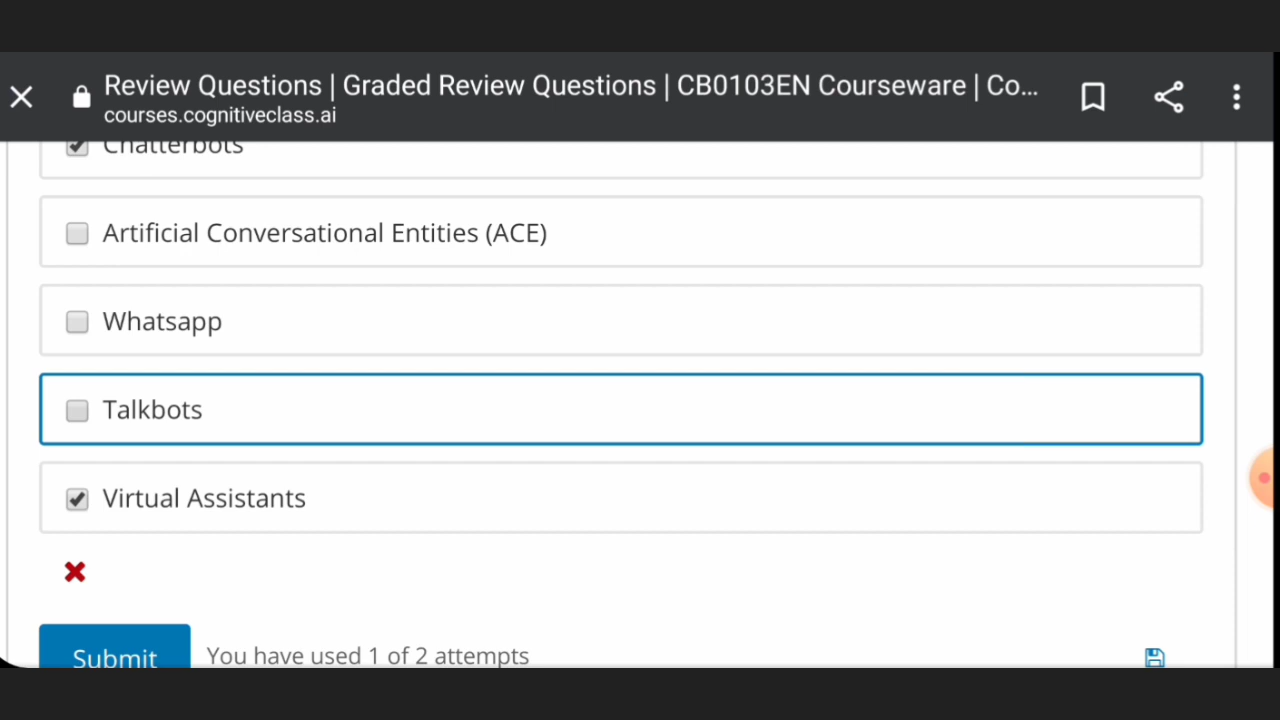 Review Questions | Graded Review Questions | CB0103EN Courseware | Co...
courses.cognitiveclass.ai
Chatterbots
Artificial Conversational Entities (ACE)
Whatsapp
Talkbots
Virtual Assistants
Submit You have used 1 of 2 attempts